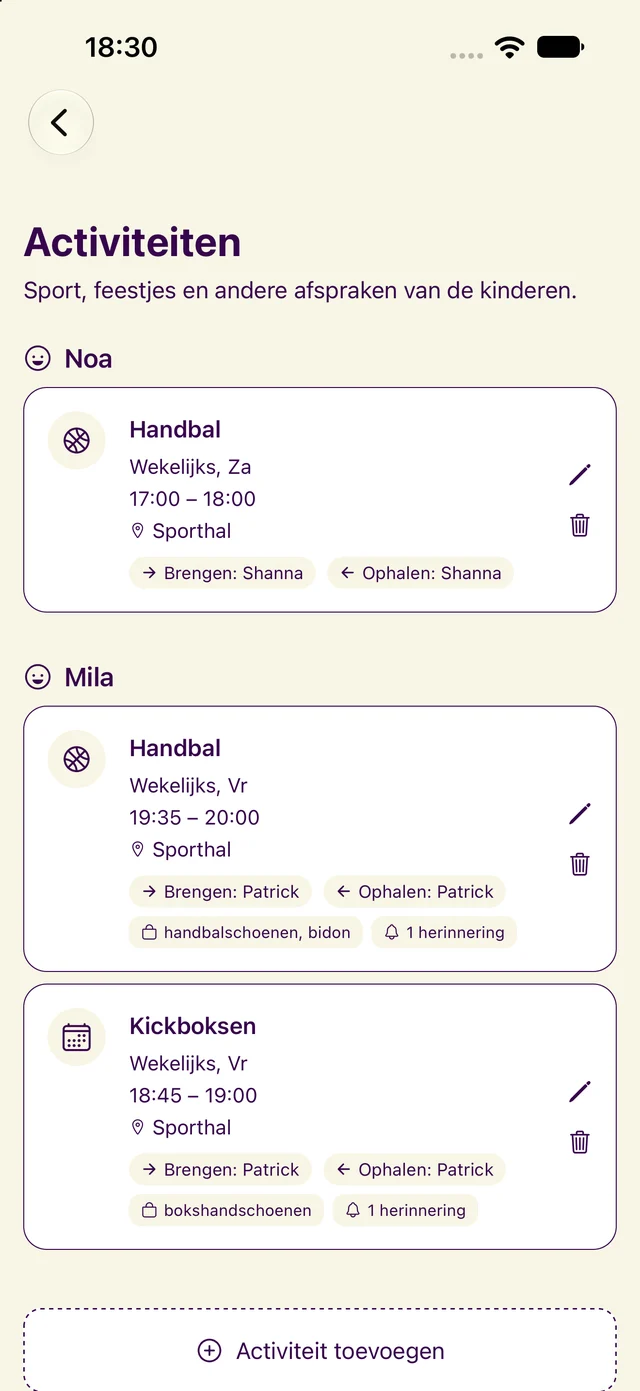 18:30
Activiteiten
Sport, feestjes en andere afspraken van de kinderen.
Noa
Handbal
Wekelijks, Za
17:00 – 18:00
Sporthal
→ Brengen: Shanna
← Ophalen: Shanna
Mila
Handbal
Wekelijks, Vr
19:35 – 20:00
Sporthal
→ Brengen: Patrick
← Ophalen: Patrick
handbalschoenen, bidon
1 herinnering
Kickboksen
Wekelijks, Vr
18:45 – 19:00
Sporthal
→ Brengen: Patrick
← Ophalen: Patrick
bokshandschoenen
1 herinnering
Activiteit toevoegen